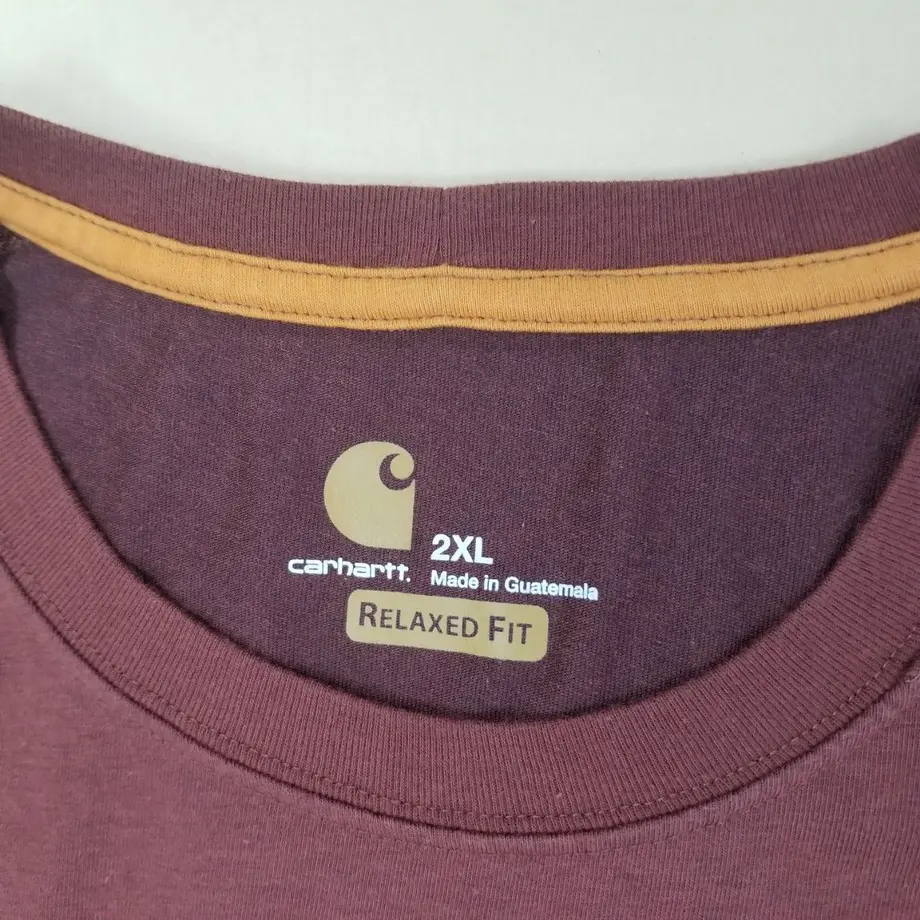 carhartt.
2XL
Made in Guatemala
RELAXED FIT